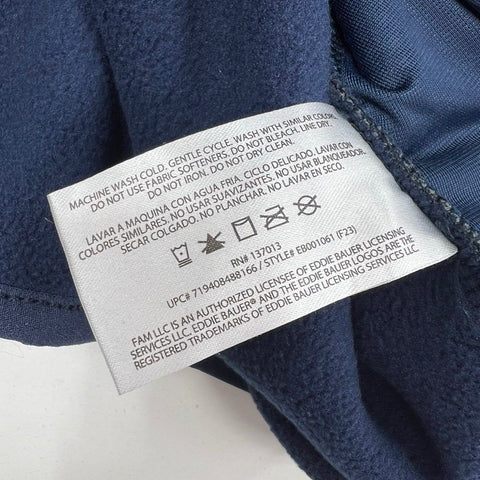 MACHINE WASH COLD. GENTLE CYCLE. WASH WITH SIMILAR COLORS.
DO NOT USE FABRIC SOFTENERS. DO NOT BLEACH. LINE DRY.
DO NOT IRON. DO NOT DRY CLEAN.
LAVAR A MAQUINA CON AGUA FRIA. CICLO DELICADO. LAVAR CON
COLORES SIMILARES. NO USAR SUAVIZANTES. NO USAR BLANQUEADOR.
SECAR COLGADO. NO PLANCHAR. NO LAVAR EN SECO.
RN# 137013
UPC# 719408488166 / STYLE# EB001061 (F23)
FAM LLC IS AN AUTHORIZED LICENSEE OF EDDIE BAUER LICENSING
SERVICES LLC. EDDIE BAUER® AND THE EDDIE BAUER LOGOS ARE THE
REGISTERED TRADEMARKS OF EDDIE BAUER LICENSING SERVICES LLC.